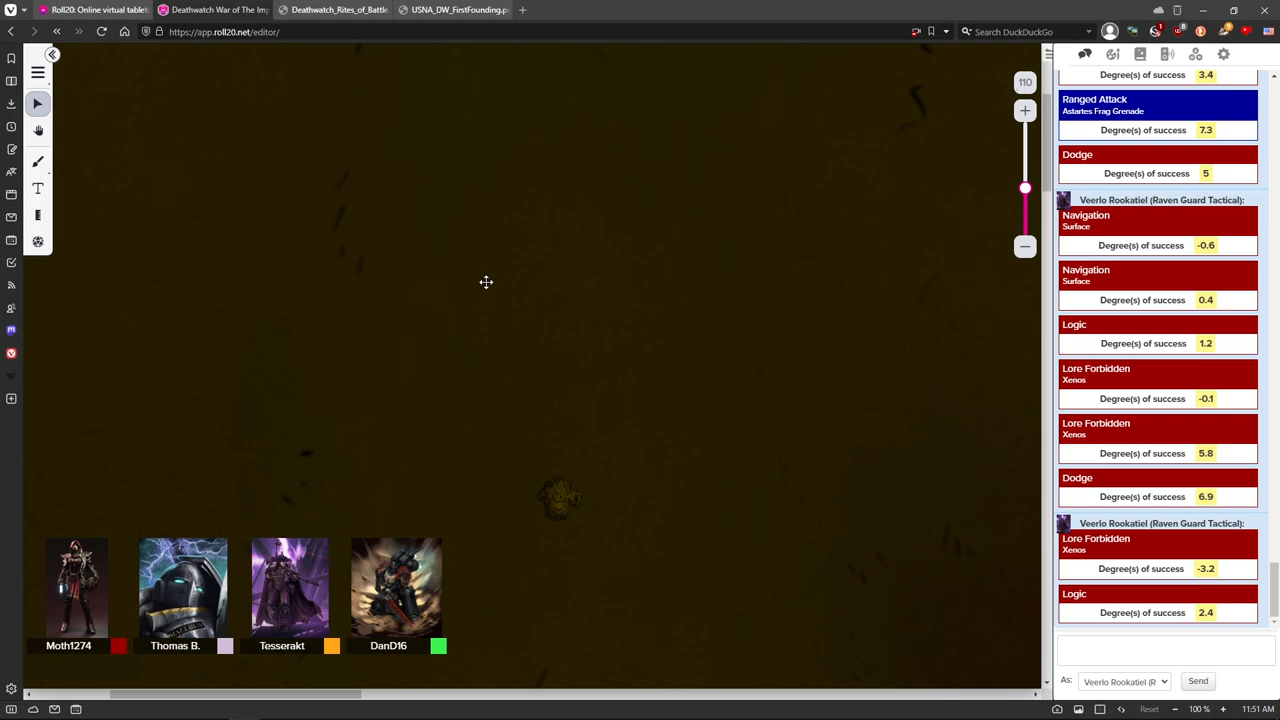 Roll20: Online virtual tablet
Deathwatch War of The Imp
Deathwatch_Rites_of_Battle
USNA_DW_FirstFounding.p
https://app.roll20.net/editor/
Search DuckDuckGo
110
Degree(s) of success 3.4
Ranged Attack
Astartes Frag Grenade
Degree(s) of success 7.3
Dodge
Degree(s) of success 5
Veerlo Rookatiel (Raven Guard Tactical):
Navigation
Surface
Degree(s) of success -0.6
Navigation
Surface
Degree(s) of success 0.4
Logic
Degree(s) of success 1.2
Lore Forbidden
Xenos
Degree(s) of success -0.1
Lore Forbidden
Xenos
Degree(s) of success 5.8
Dodge
Degree(s) of success 6.9
Veerlo Rookatiel (Raven Guard Tactical):
Lore Forbidden
Xenos
Degree(s) of success -3.2
Logic
Degree(s) of success 2.4
Moth1274
Thomas B.
Tesserakt
DanD16
As:
Veerlo Rookatiel (R
Send
Reset
100 %
11:51 AM